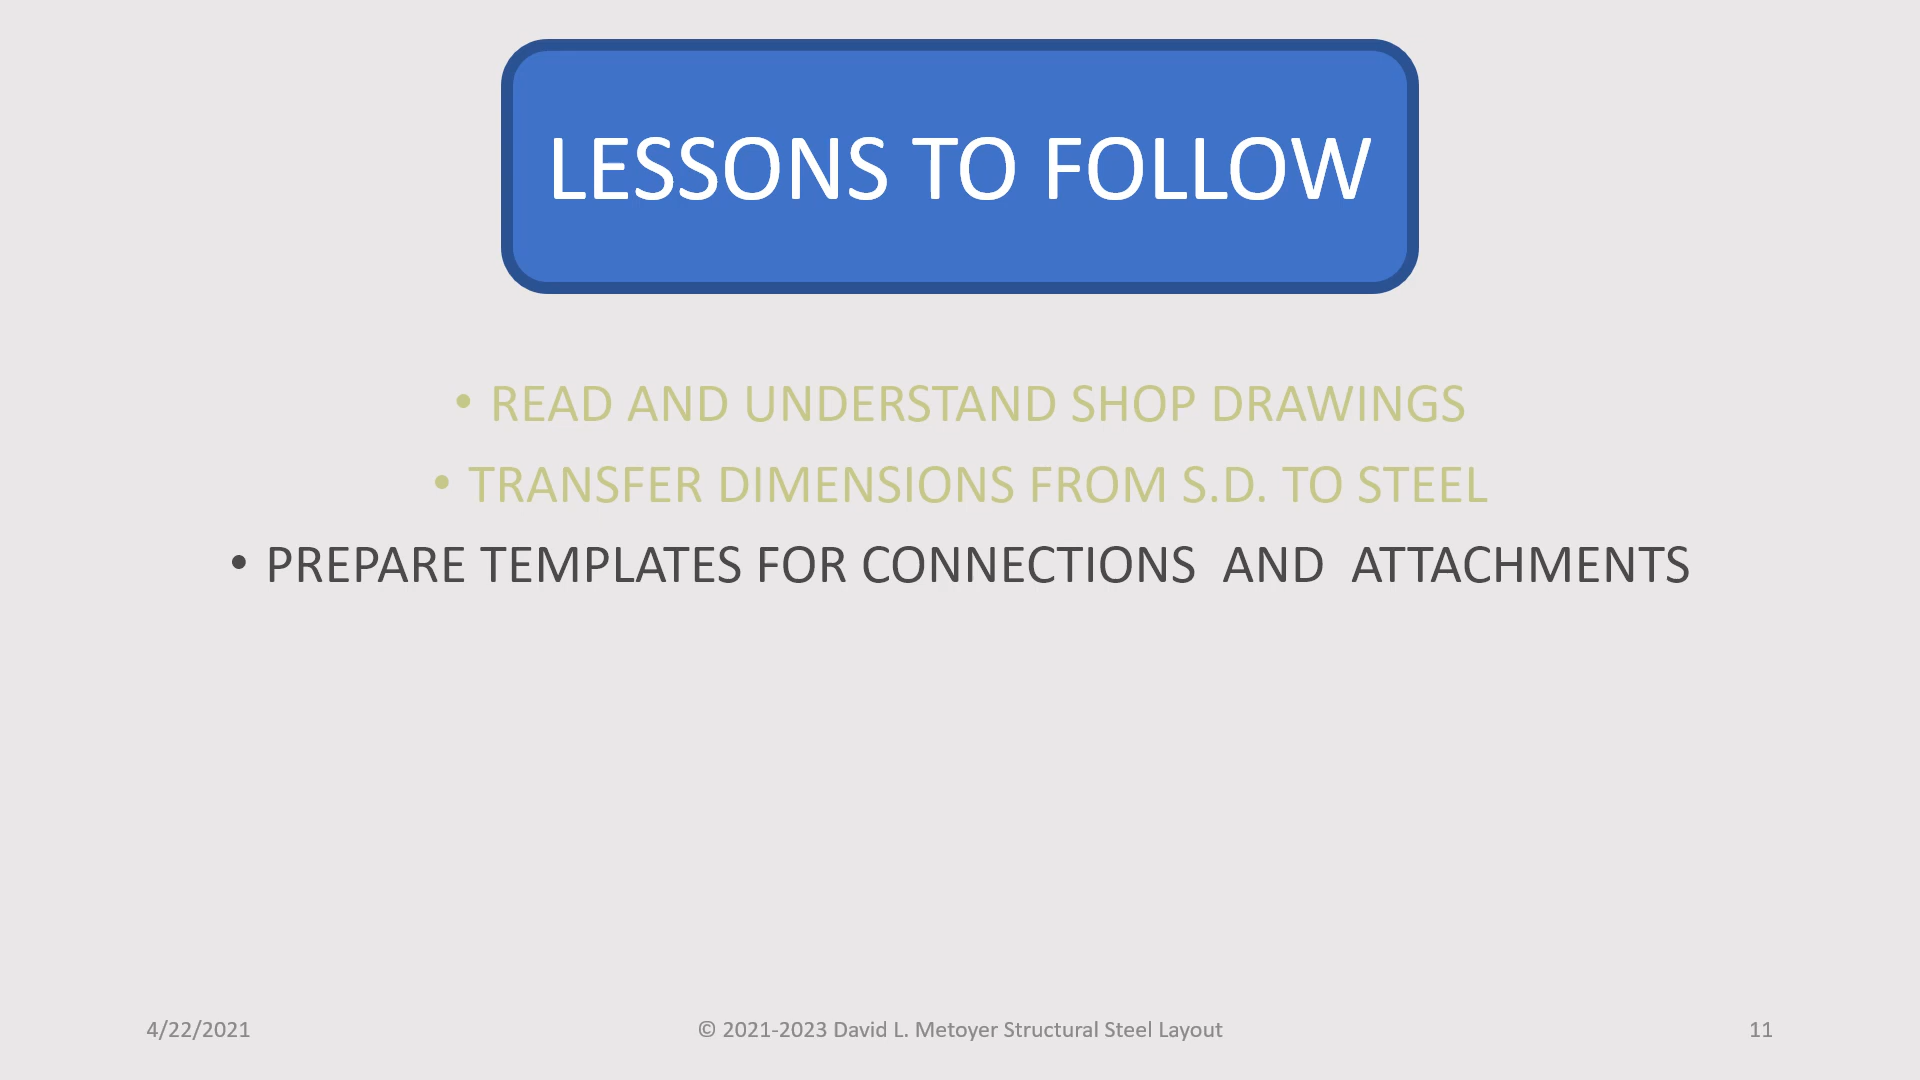 LESSONS TO FOLLOW
• READ AND UNDERSTAND SHOP DRAWINGS
• TRANSFER DIMENSIONS FROM S.D. TO STEEL
• PREPARE TEMPLATES FOR CONNECTIONS  AND  ATTACHMENTS
4/22/2021
© 2021-2023 David L. Metoyer Structural Steel Layout
11